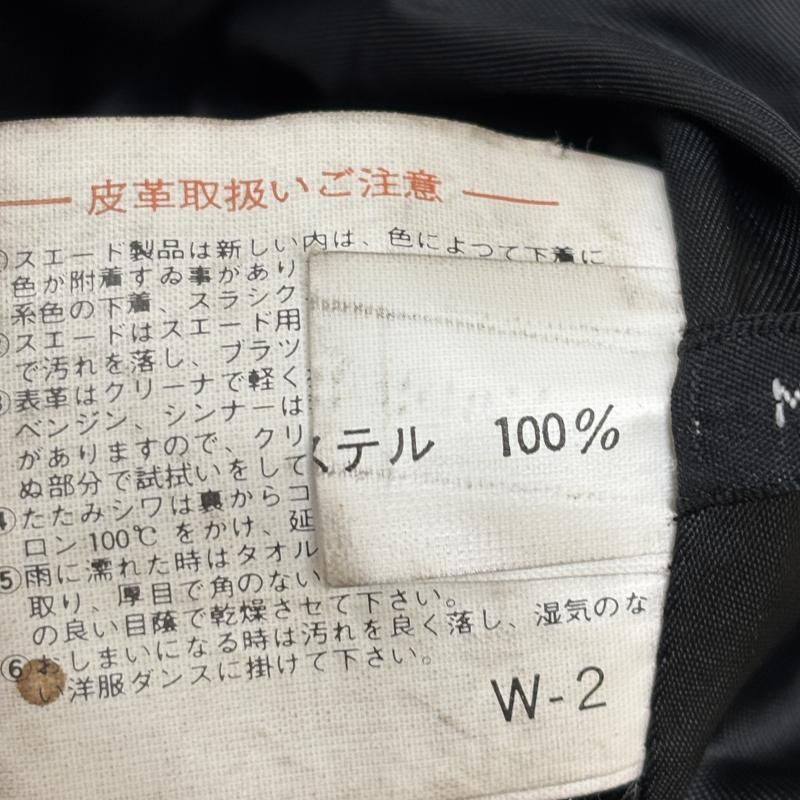 皮革取扱いご注意
スエード製品は新しい内は、色によつて下着に
色が附着すゐ事があり
系色の下着、スラシク
スエードはスエード用
で汚れを落し、ブラツ
③表革はクリーナで軽く
ベンジン、シンナーは
がありますので、クリ
ぬ部分で試拭いをして
④たたみシワは裏からコ
ロン100℃をかけ、延
⑤雨に濡れた時はタオル
取り、厚目で角のない
の良い目蔭で乾燥させて下さい。
⑥おしまいになる時は汚れを良く落し、湿気のな
い洋服ダンスに掛けて下さい。
W-2
ステル 100%